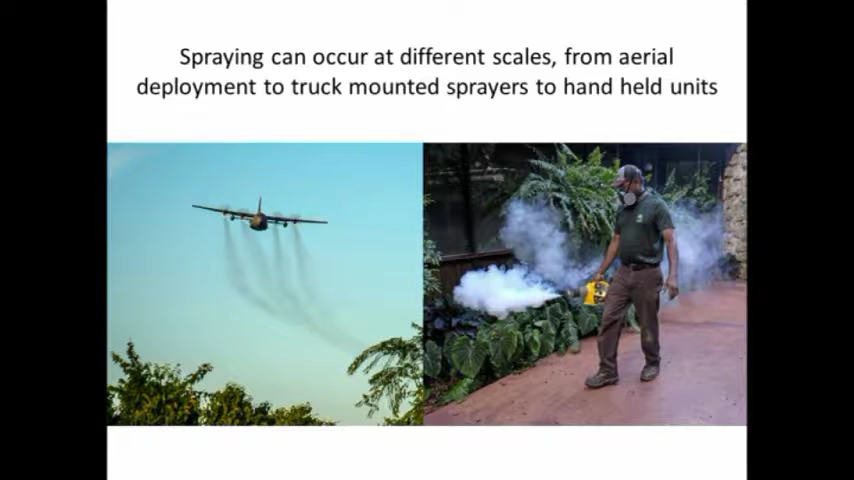 Spraying can occur at different scales, from aerial
deployment to truck mounted sprayers to hand held units